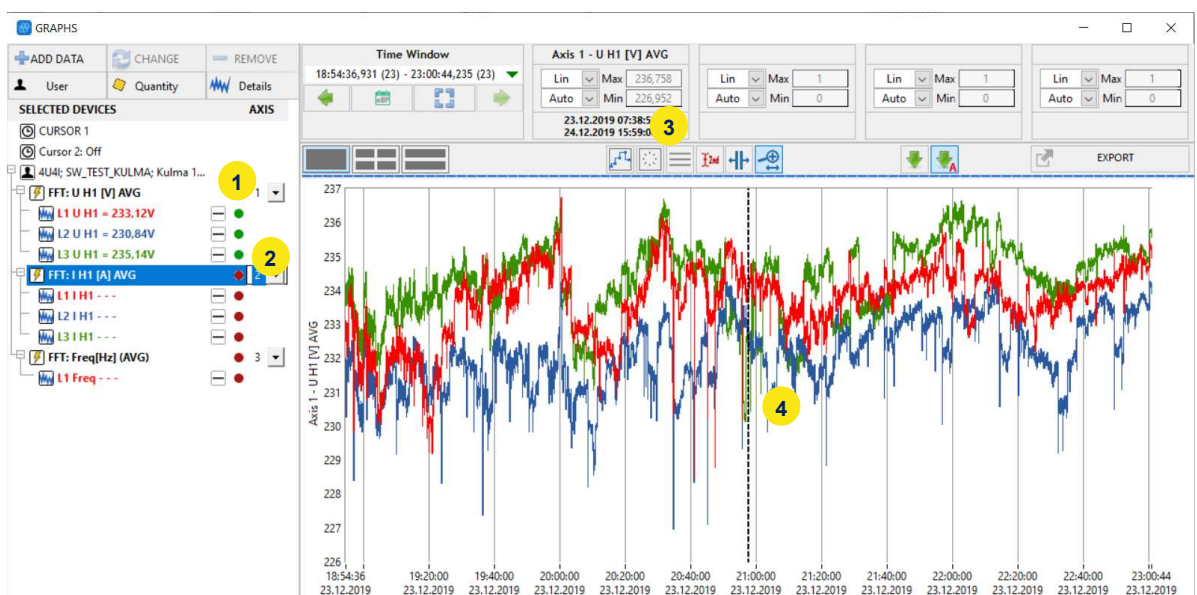 GRAPHS
ADD DATA CHANGE REMOVE
User Quantity Details
SELECTED DEVICES AXIS
CURSOR 1
Cursor 2: Off
4U4I; SW_TEST_KULMA; Kulma 1...
FFT: U H1 [V] AVG 1
L1 U H1 = 233,12V
L2 U H1 = 230,84V
L3 U H1 = 235,14V
FFT: I H1 [A] AVG 2
L1 I H1 - - -
L2 I H1 - - -
L3 I H1 - - -
FFT: Freq[Hz] (AVG) 3
L1 Freq - - -
1
2
Time Window
18:54:36,931 (23) - 23:00:44,235 (23)
Axis 1 - U H1 [V] AVG
Lin Max 236,758
Auto Min 226,952
23.12.2019 07:38:5
24.12.2019 15:59:0
3
Lin Max 1
Auto Min 0
Lin Max 1
Auto Min 0
Lin Max 1
Auto Min 0
2nd
A
EXPORT
Axis 1 - U H1 [V] AVG
237
236
235
234
233
232
231
230
229
228
227
226
4
18:54:36 19:20:00 19:40:00 20:00:00 20:20:00 20:40:00 21:00:00 21:20:00 21:40:00 22:00:00 22:20:00 22:40:00 23:00:44
23.12.2019 23.12.2019 23.12.2019 23.12.2019 23.12.2019 23.12.2019 23.12.2019 23.12.2019 23.12.2019 23.12.2019 23.12.2019 23.12.2019 23.12.2019